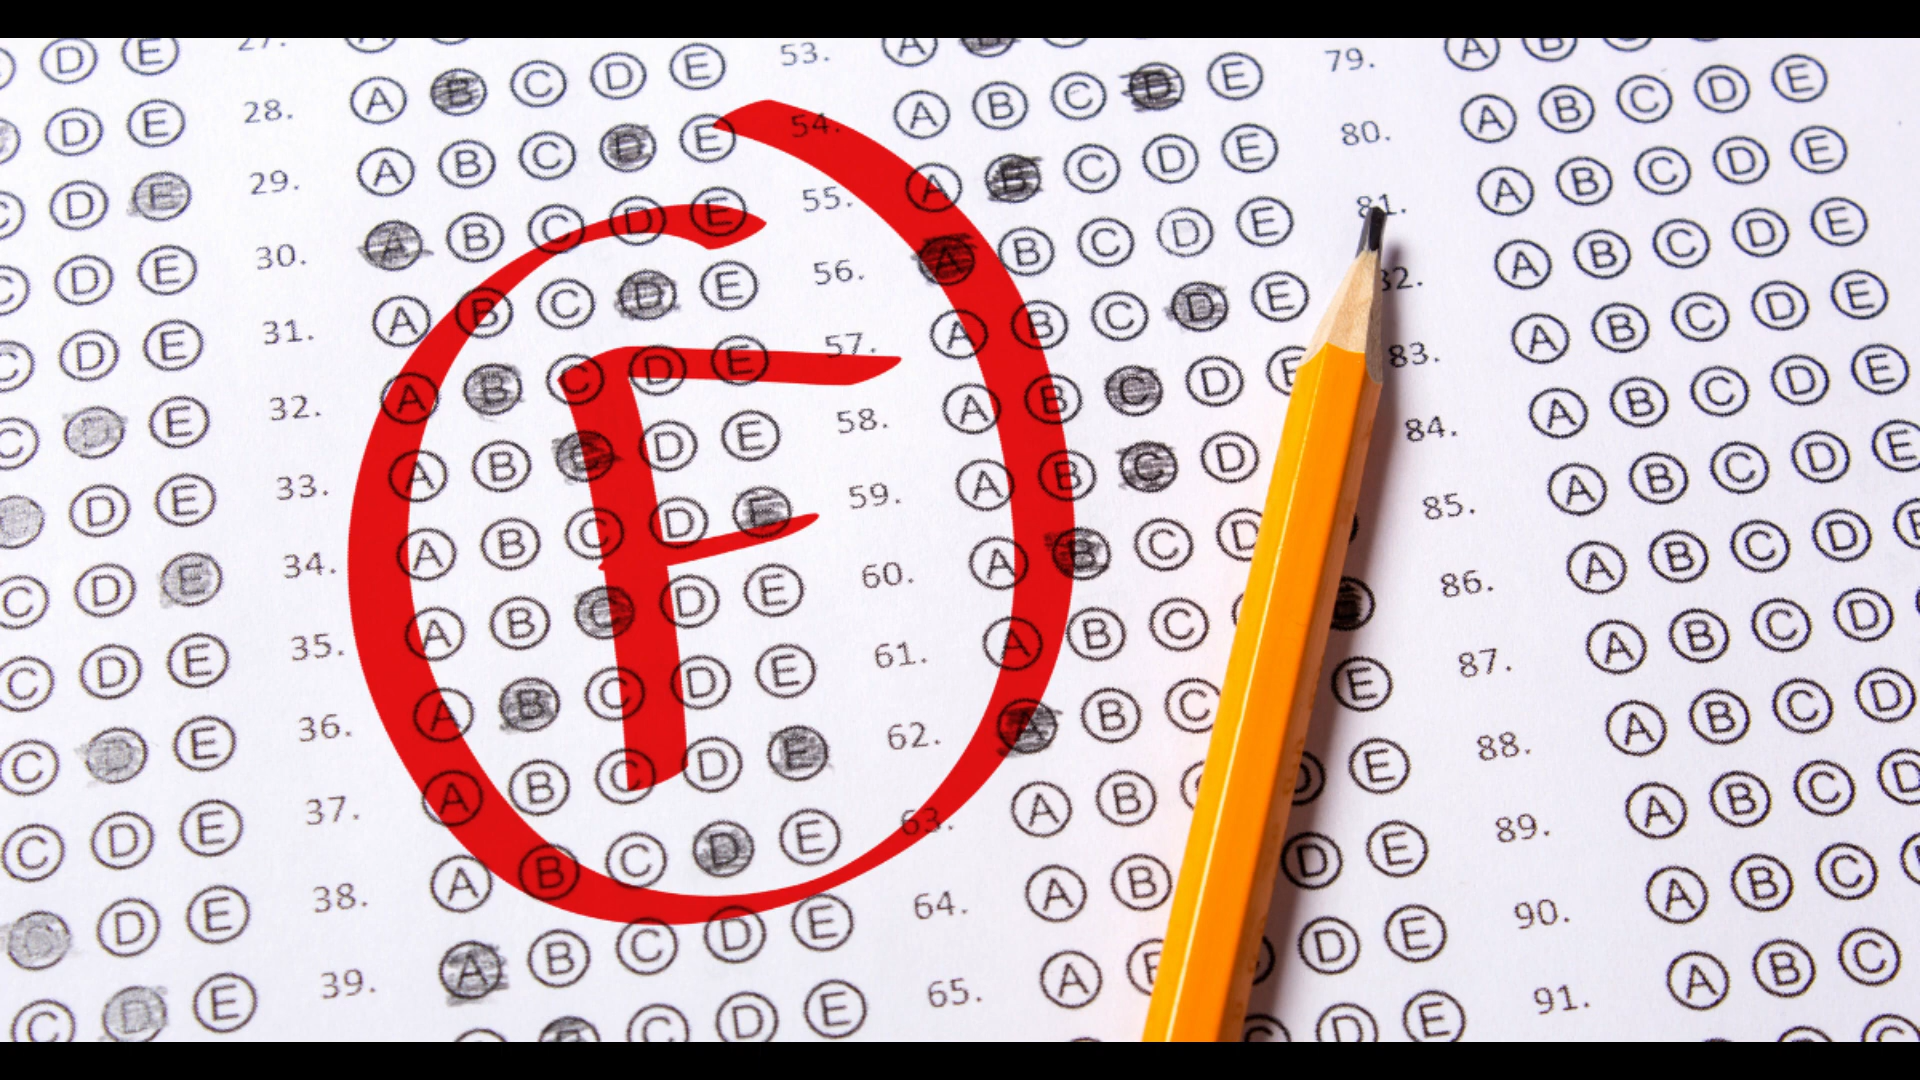 D E 27.
D E 28. A B C D E 53. A
D E 29. A B C D E 54. A B C D E 79. A B
C D E 30. A B C D E 55. A B C D E 80. A B C D E
C D E 31. A B C D E 56. A B C D E 81. A B C D E
C D E 32. A B C D E 57. A B C D E A B C D E
D E 33. A B C D E 58. A B C D E 83. A B C D E
C D E 34. A B C D E 59. A B C D 84. A B C D E
C D E 35. A B C D E 60. A B C D 85. A B C D E
C D E 36. A B C D E 61. A B C 86. A B C D
C D E 37. A B C D E 62. A B C E 87. A B C D
C D E 38. A B C D E 63. A B D E 88. A B C D
C D E 39. A B C D E 64. A B D E 89. A B C D
C D E 65. A D E 90. A B C
D E 91. A B C
F